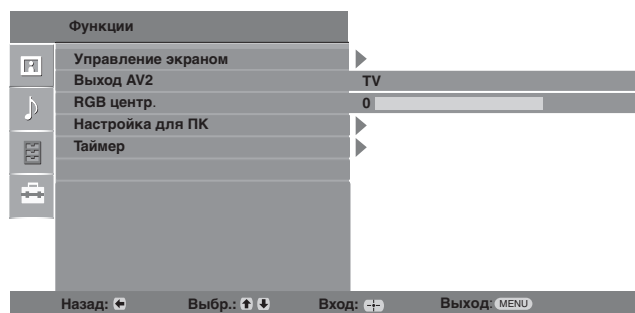 Функции
Управление экраном
Выход AV2 TV
RGB центр. 0
Настройка для ПК
Таймер
Назад: Выбр.: Вход: Выход: MENU